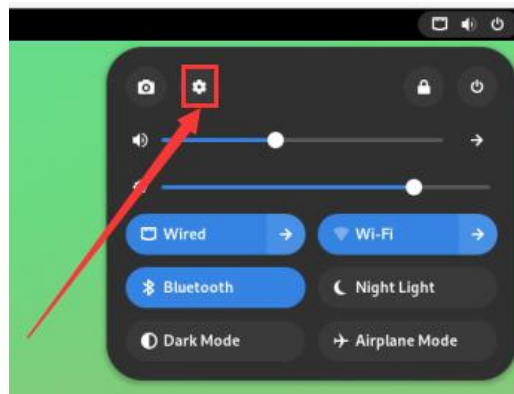 Wired
Wi-Fi
Bluetooth
Night Light
Dark Mode
Airplane Mode